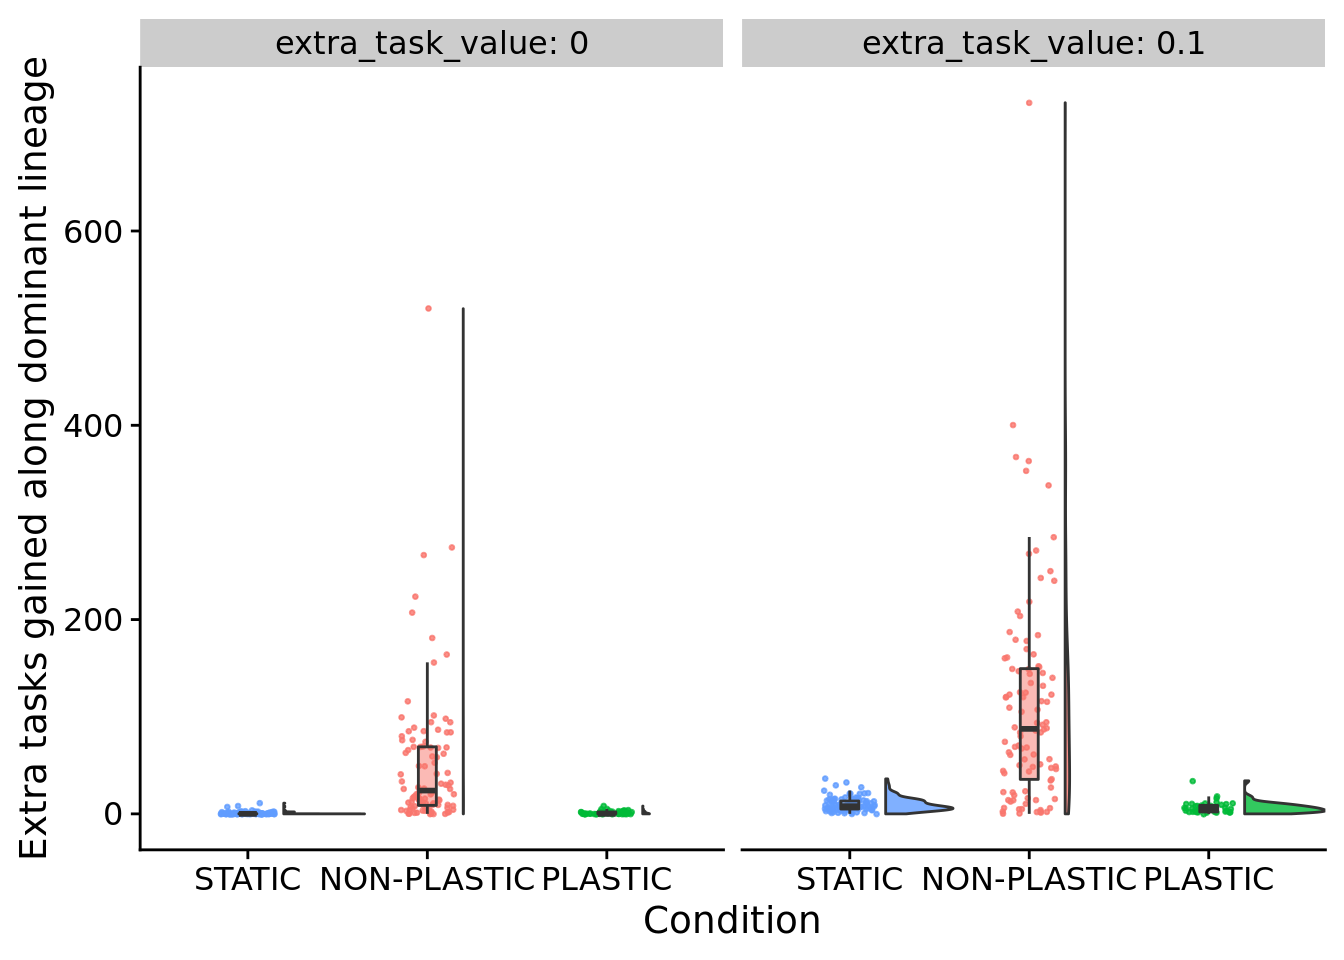 extra_task_value: 0
extra_task_value: 0.1
Extra tasks gained along dominant lineage
600
400
200
0
STATIC NON-PLASTIC PLASTIC
STATIC NON-PLASTIC PLASTIC
Condition